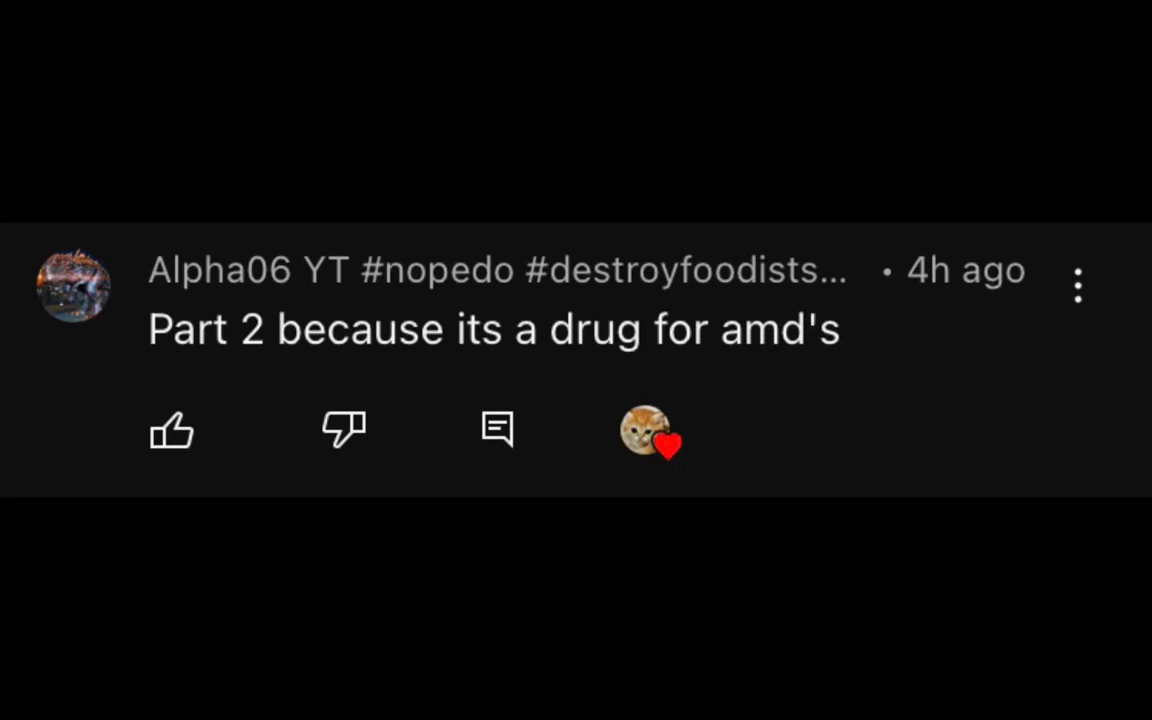 Alpha06 YT #nopedo #destroyfoodists... • 4h ago
Part 2 because its a drug for amd's